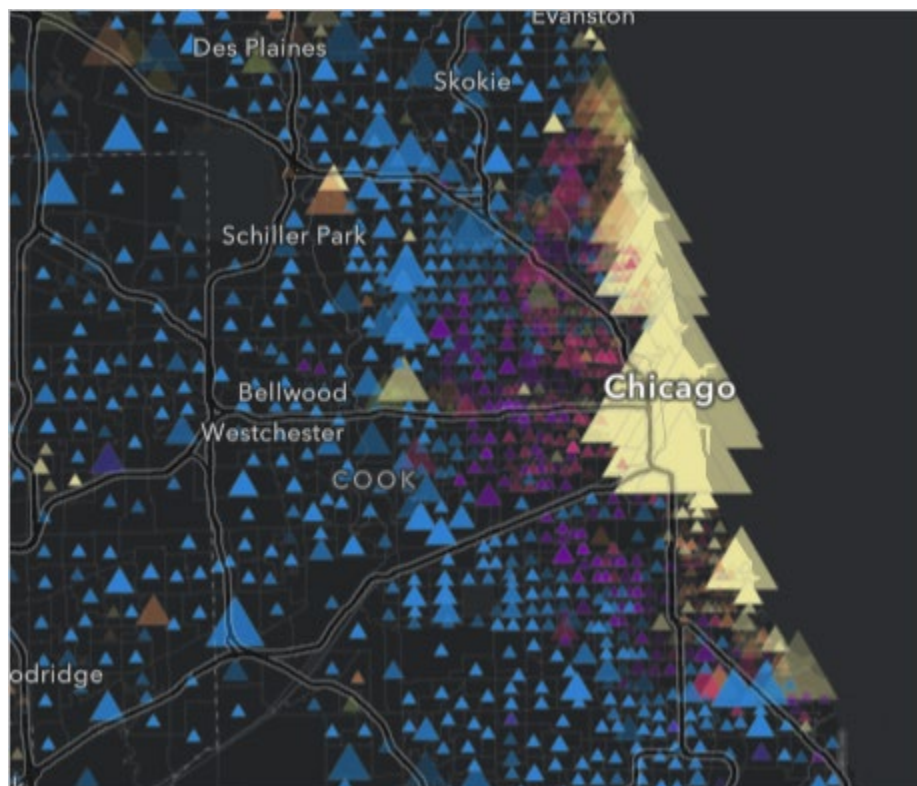 Evanston
Des Plaines
Skokie
Schiller Park
Chicago
Bellwood
Westchester
COOK
odridge